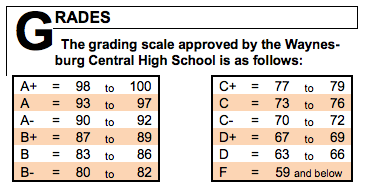 GRADES
The grading scale approved by the Waynes-
burg Central High School is as follows:
A+ = 98 to 100
A = 93 to 97
A- = 90 to 92
B+ = 87 to 89
B = 83 to 86
B- = 80 to 82
C+ = 77 to 79
C = 73 to 76
C- = 70 to 72
D+ = 67 to 69
D = 63 to 66
F = 59 and below